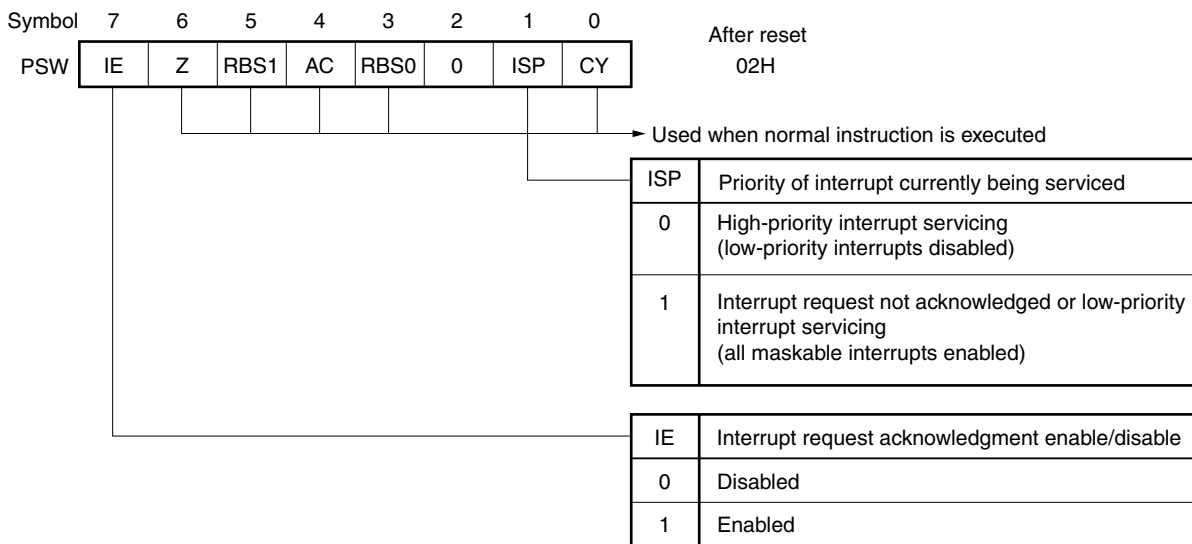 Symbol 7 6 5 4 3 2 1 0
After reset
PSW IE Z RBS1 AC RBS0 0 ISP CY 02H
Used when normal instruction is executed
ISP Priority of interrupt currently being serviced
0 High-priority interrupt servicing
(low-priority interrupts disabled)
1 Interrupt request not acknowledged or low-priority
interrupt servicing
(all maskable interrupts enabled)
IE Interrupt request acknowledgment enable/disable
0 Disabled
1 Enabled